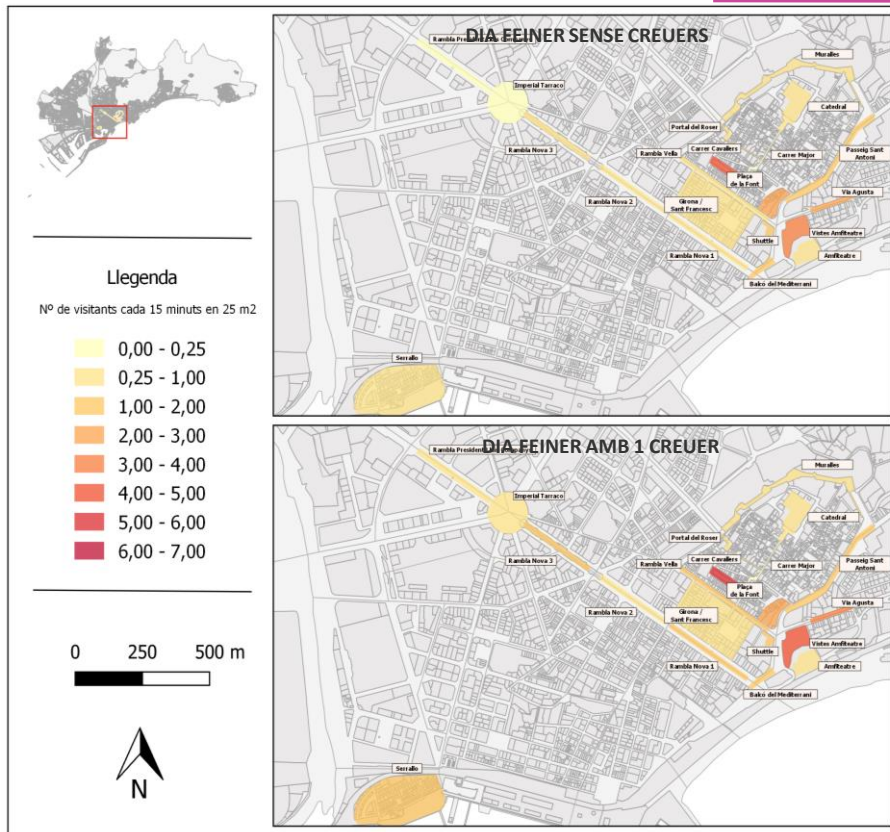 Llegenda
Nº de visitants cada 15 minuts en 25 m2
0,00 - 0,25
0,25 - 1,00
1,00 - 2,00
2,00 - 3,00
3,00 - 4,00
4,00 - 5,00
5,00 - 6,00
6,00 - 7,00
0 250 500 m
N
DIA FEINER SENSE CREUERS
Rambla President
Muralles
Imperial Tarraco
Catedral
Portal del Roser
Passeig Sant
Antoni
Rambla Nova 3
Rambla Vella
Carrer Cavallers
Carrer Major
Plaça
de la Font
Via Agusta
Rambla Nova 2
Girona /
Sant Francesc
Vistes Amfiteatre
Shuttle
Rambla Nova 1
Amfiteatre
Balcó del Mediterrani
Serrallo
DIA FEINER AMB 1 CREUER
Rambla President
Muralles
Imperial Tarraco
Catedral
Portal del Roser
Passeig Sant
Antoni
Rambla Nova 3
Rambla Vella
Carrer Cavallers
Carrer Major
Plaça
de la Font
Via Agusta
Rambla Nova 2
Girona /
Sant Francesc
Vistes Amfiteatre
Shuttle
Rambla Nova 1
Amfiteatre
Balcó del Mediterrani
Serrallo